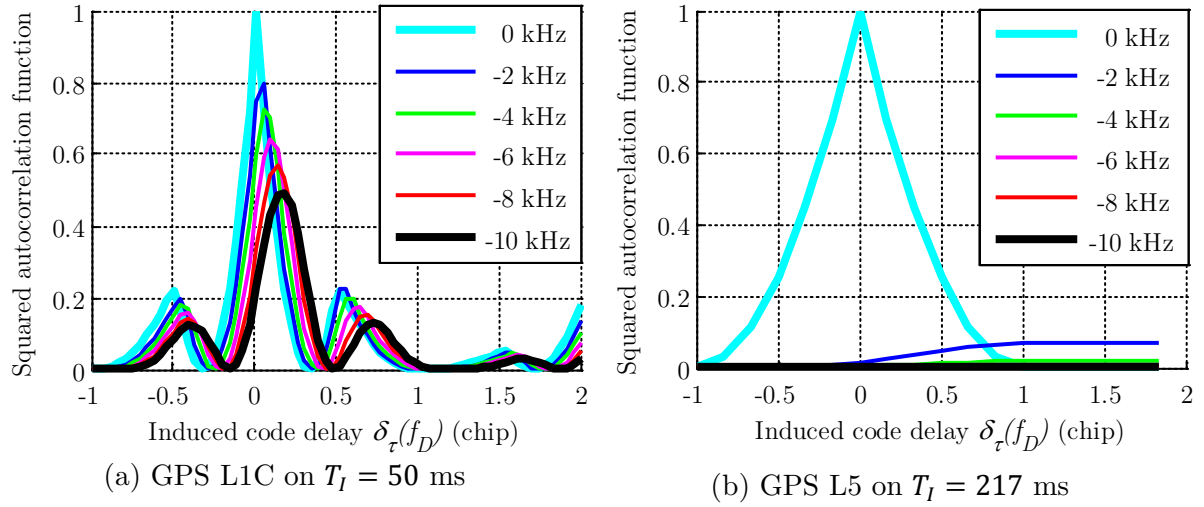 Squared autocorrelation function
1
0.8
0.6
0.4
0.2
0
-1
-0.5
0
0.5
1
1.5
2
0 kHz
-2 kHz
-4 kHz
-6 kHz
-8 kHz
-10 kHz
Induced code delay δτ(fD) (chip)
(a) GPS L1C on TI = 50 ms
Squared autocorrelation function
1
0.8
0.6
0.4
0.2
0
-1
-0.5
0
0.5
1
1.5
2
0 kHz
-2 kHz
-4 kHz
-6 kHz
-8 kHz
-10 kHz
Induced code delay δτ(fD) (chip)
(b) GPS L5 on TI = 217 ms